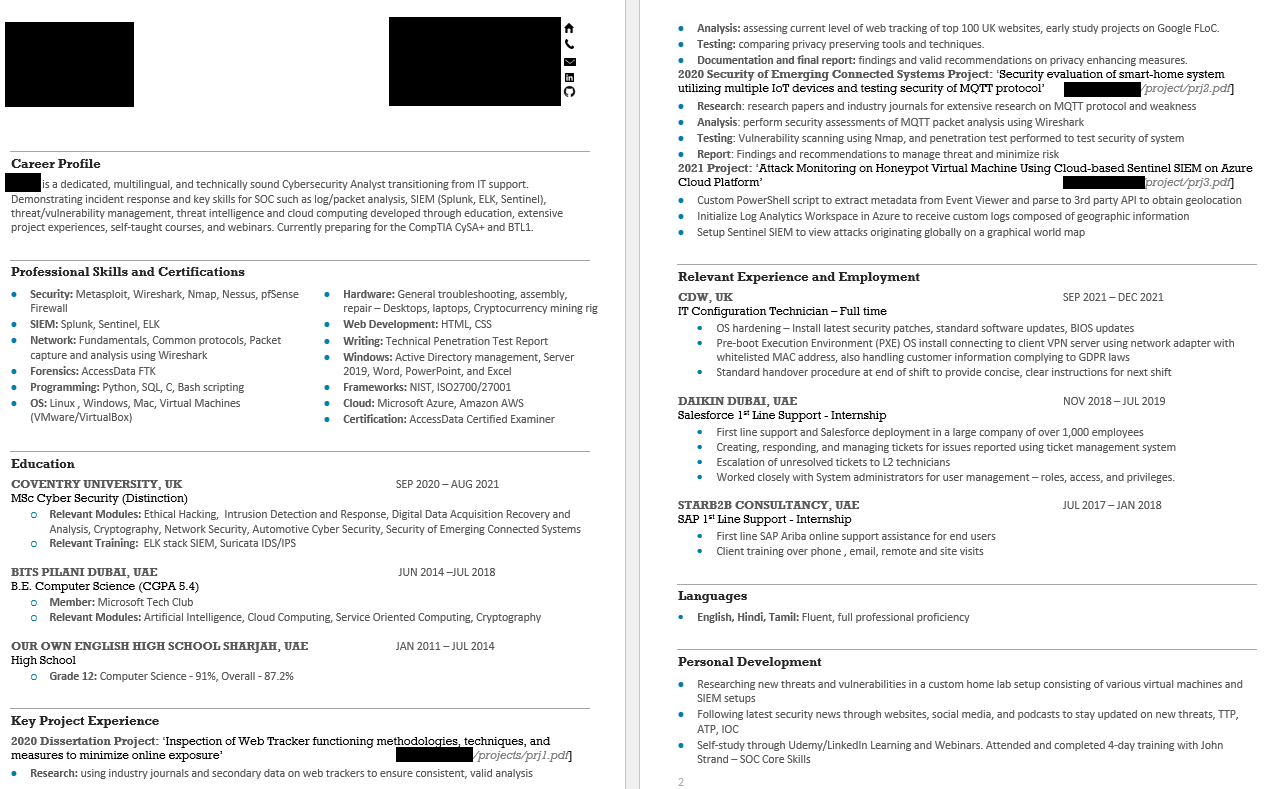 Career Profile
is a dedicated, multilingual, and technically sound Cybersecurity Analyst transitioning from IT support.
Demonstrating incident response and key skills for SOC such as log/packet analysis, SIEM (Splunk, ELK, Sentinel),
threat/vulnerability management, threat intelligence and cloud computing developed through education, extensive
project experiences, self-taught courses, and webinars. Currently preparing for the CompTIA CySA+ and BTL1.
Professional Skills and Certifications
Security: Metasploit, Wireshark, Nmap, Nessus, pfSense
Firewall
SIEM: Splunk, Sentinel, ELK
Network: Fundamentals, Common protocols, Packet
capture and analysis using Wireshark
Forensics: AccessData FTK
Programming: Python, SQL, C, Bash scripting
OS: Linux , Windows, Mac, Virtual Machines
(VMware/VirtualBox)
Hardware: General troubleshooting, assembly,
repair – Desktops, laptops, Cryptocurrency mining rig
Web Development: HTML, CSS
Writing: Technical Penetration Test Report
Windows: Active Directory management, Server
2019, Word, PowerPoint, and Excel
Frameworks: NIST, ISO2700/27001
Cloud: Microsoft Azure, Amazon AWS
Certification: AccessData Certified Examiner
Education
COVENTRY UNIVERSITY, UK SEP 2020 – AUG 2021
MSc Cyber Security (Distinction)
Relevant Modules: Ethical Hacking, Intrusion Detection and Response, Digital Data Acquisition Recovery and
Analysis, Cryptography, Network Security, Automotive Cyber Security, Security of Emerging Connected Systems
Relevant Training: ELK stack SIEM, Suricata IDS/IPS
BITS PILANI DUBAI, UAE JUN 2014 –JUL 2018
B.E. Computer Science (CGPA 5.4)
Member: Microsoft Tech Club
Relevant Modules: Artificial Intelligence, Cloud Computing, Service Oriented Computing, Cryptography
OUR OWN ENGLISH HIGH SCHOOL SHARJAH, UAE JAN 2011 – JUL 2014
High School
Grade 12: Computer Science - 91%, Overall - 87.2%
Key Project Experience
2020 Dissertation Project: ‘Inspection of Web Tracker functioning methodologies, techniques, and
measures to minimize online exposure’ /projects/prj1.pdf]
Research: using industry journals and secondary data on web trackers to ensure consistent, valid analysis
Analysis: assessing current level of web tracking of top 100 UK websites, early study projects on Google FLoC.
Testing: comparing privacy preserving tools and techniques.
Documentation and final report: findings and valid recommendations on privacy enhancing measures.
2020 Security of Emerging Connected Systems Project: ‘Security evaluation of smart-home system
utilizing multiple IoT devices and testing security of MQTT protocol’ /project/prj2.pdf]
Research: research papers and industry journals for extensive research on MQTT protocol and weakness
Analysis: perform security assessments of MQTT packet analysis using Wireshark
Testing: Vulnerability scanning using Nmap, and penetration test performed to test security of system
Report: Findings and recommendations to manage threat and minimize risk
2021 Project: ‘Attack Monitoring on Honeypot Virtual Machine Using Cloud-based Sentinel SIEM on Azure
Cloud Platform’ project/prj3.pdf]
Custom PowerShell script to extract metadata from Event Viewer and parse to 3rd party API to obtain geolocation
Initialize Log Analytics Workspace in Azure to receive custom logs composed of geographic information
Setup Sentinel SIEM to view attacks originating globally on a graphical world map
Relevant Experience and Employment
CDW, UK SEP 2021 – DEC 2021
IT Configuration Technician – Full time
OS hardening – Install latest security patches, standard software updates, BIOS updates
Pre-boot Execution Environment (PXE) OS install connecting to client VPN server using network adapter with
whitelisted MAC address, also handling customer information complying to GDPR laws
Standard handover procedure at end of shift to provide concise, clear instructions for next shift
DAIKIN DUBAI, UAE NOV 2018 – JUL 2019
Salesforce 1st Line Support - Internship
First line support and Salesforce deployment in a large company of over 1,000 employees
Creating, responding, and managing tickets for issues reported using ticket management system
Escalation of unresolved tickets to L2 technicians
Worked closely with System administrators for user management – roles, access, and privileges.
STARB2B CONSULTANCY, UAE JUL 2017 – JAN 2018
SAP 1st Line Support - Internship
First line SAP Ariba online support assistance for end users
Client training over phone , email, remote and site visits
Languages
English, Hindi, Tamil: Fluent, full professional proficiency
Personal Development
Researching new threats and vulnerabilities in a custom home lab setup consisting of various virtual machines and
SIEM setups
Following latest security news through websites, social media, and podcasts to stay updated on new threats, TTP,
ATP, IOC
Self-study through Udemy/LinkedIn Learning and Webinars. Attended and completed 4-day training with John
Strand – SOC Core Skills
2